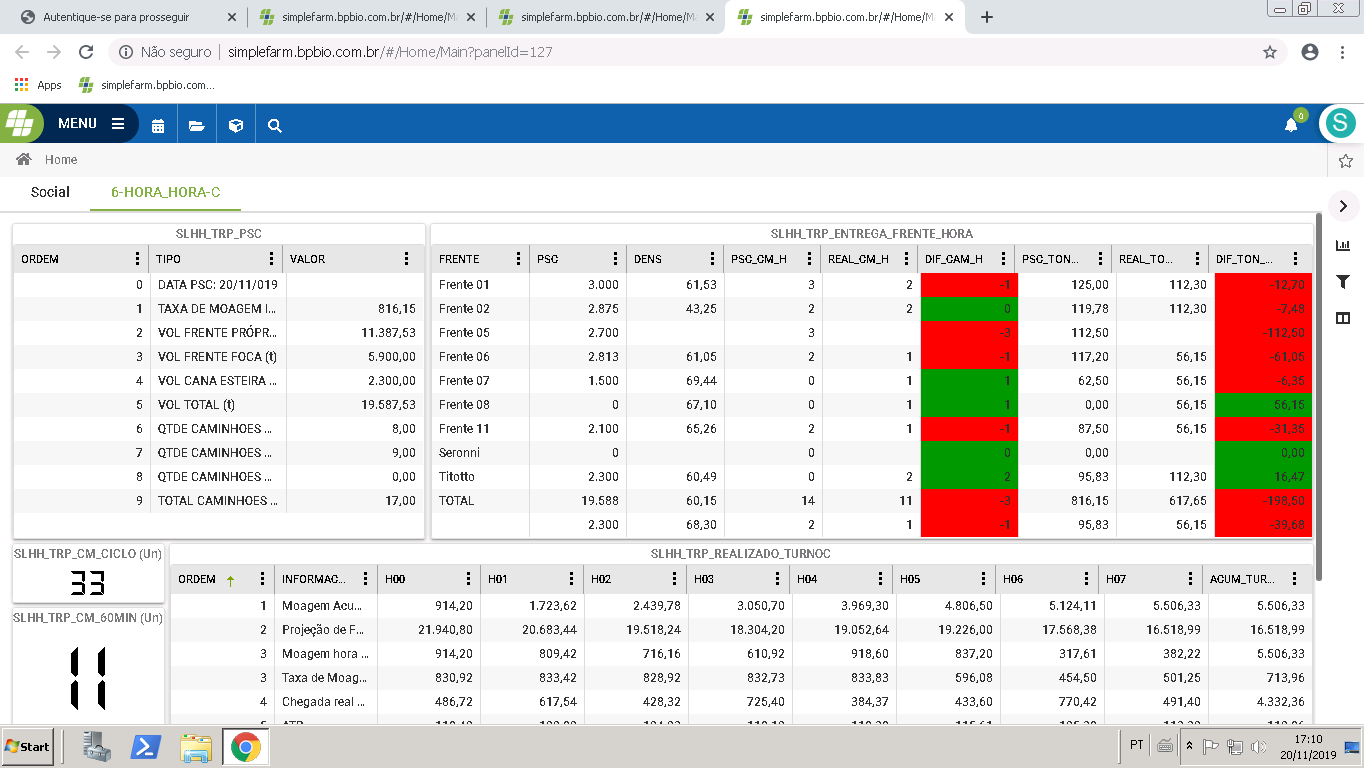 Autentique-se para prosseguir
simplefarm.bpbio.com.br/#/Home/M
simplefarm.bpbio.com.br/#/Home/M
simplefarm.bpbio.com.br/#/Home/M
Não seguro | simplefarm.bpbio.com.br/#/Home/Main?panelId=127
Apps simplefarm.bpbio.com....
MENU 0 S
Home
Social 6-HORA_HORA-C
SLHH_TRP_PSC
ORDEM TIPO VALOR
0 DATA PSC: 20/11/019
1 TAXA DE MOAGEM I... 816,15
2 VOL FRENTE PRÓPR... 11.387,53
3 VOL FRENTE FOCA (t) 5.900,00
4 VOL CANA ESTEIRA ... 2.300,00
5 VOL TOTAL (t) 19.587,53
6 QTDE CAMINHOES ... 8,00
7 QTDE CAMINHOES ... 9,00
8 QTDE CAMINHOES ... 0,00
9 TOTAL CAMINHOES ... 17,00
SLHH_TRP_ENTREGA_FRENTE_HORA
FRENTE PSC DENS PSC_CM_H REAL_CM_H DIF_CAM_H PSC_TON... REAL_TO... DIF_TON_...
Frente 01 3.000 61,53 3 2 -1 125,00 112,30 -12,70
Frente 02 2.875 43,25 2 2 0 119,78 112,30 -7,48
Frente 05 2.700 3 -3 112,50 -112,50
Frente 06 2.813 61,05 2 1 -1 117,20 56,15 -61,05
Frente 07 1.500 69,44 0 1 1 62,50 56,15 -6,35
Frente 08 0 67,10 0 1 1 0,00 56,15 56,15
Frente 11 2.100 65,26 2 1 -1 87,50 56,15 -31,35
Seronni 0 0 0 0,00 0,00
Titotto 2.300 60,49 0 2 2 95,83 112,30 16,47
TOTAL 19.588 60,15 14 11 -3 816,15 617,65 -198,50
2.300 68,30 2 1 -1 95,83 56,15 -39,68
SLHH_TRP_CM_CICLO (Un)
33
SLHH_TRP_CM_60MIN (Un)
11
SLHH_TRP_REALIZADO_TURNOC
ORDEM INFORMAC... H00 H01 H02 H03 H04 H05 H06 H07 ACUM_TUR...
1 Moagem Acu... 914,20 1.723,62 2.439,78 3.050,70 3.969,30 4.806,50 5.124,11 5.506,33 5.506,33
2 Projeção de F... 21.940,80 20.683,44 19.518,24 18.304,20 19.052,64 19.226,00 17.568,38 16.518,99 16.518,99
3 Moagem hora ... 914,20 809,42 716,16 610,92 918,60 837,20 317,61 382,22 5.506,33
3 Taxa de Moag... 830,92 833,42 828,92 832,73 833,83 596,08 454,50 501,25 713,96
4 Chegada real ... 486,72 617,54 428,32 725,40 384,37 433,60 770,42 491,40 4.332,36
Start PT 17:10
20/11/2019